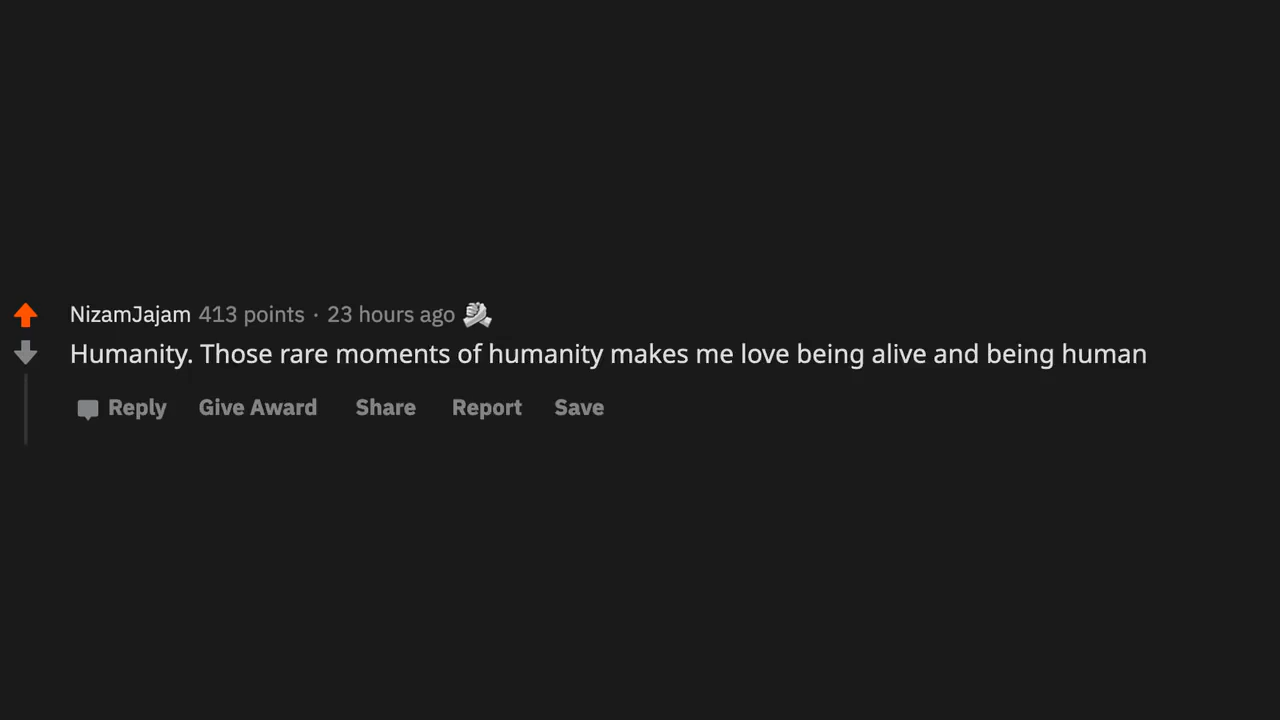 NizamJajam 413 points · 23 hours ago
Humanity. Those rare moments of humanity makes me love being alive and being human
Reply Give Award Share Report Save